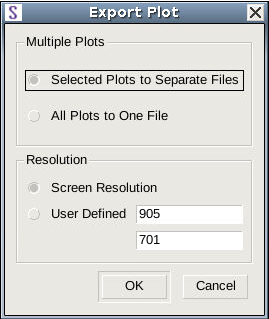 S Export Plot
Multiple Plots
Selected Plots to Separate Files
All Plots to One File
Resolution
Screen Resolution
User Defined 905
701
OK Cancel